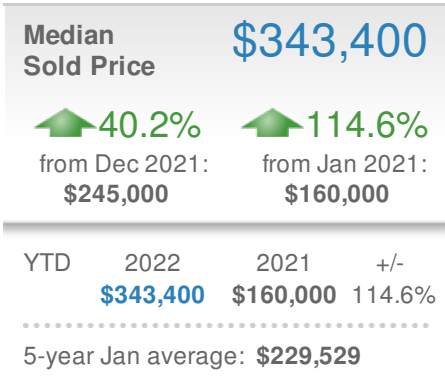 Median $343,400
Sold Price
40.2% 114.6%
from Dec 2021: from Jan 2021:
$245,000 $160,000
YTD 2022 2021 +/-
$343,400 $160,000 114.6%
5-year Jan average: $229,529